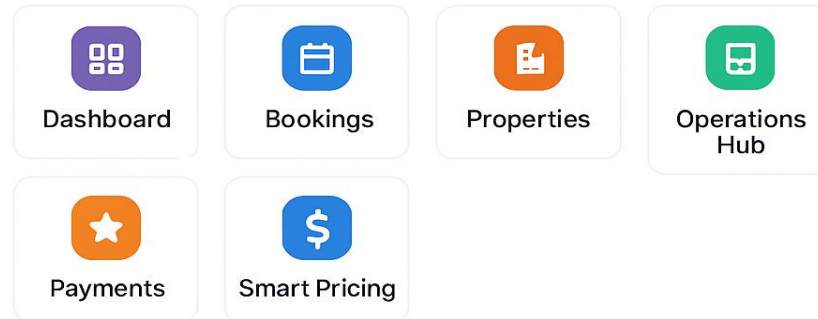 Dashboard
Bookings
Properties
Operations
Hub
Payments
Smart Pricing